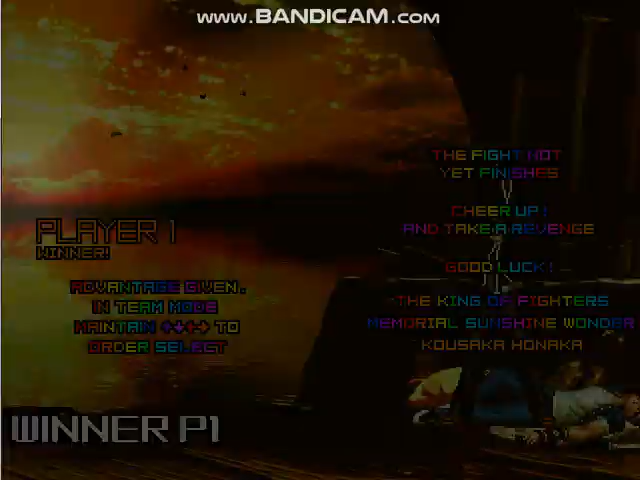 www.BANDICAM.com
THE FIGHT NOT
YET FINISHES
CHEER UP!
AND TAKE A REVENGE
GOOD LUCK!
THE KING OF FIGHTERS
MEMORIAL SUNSHINE WONDER
KOUSAKA HONAKA
PLAYER 1
WINNER!
ADVANTAGE GIVEN.
IN TEAM MODE
MAINTAIN ←↓←→ TO
ORDER SELECT
WINNER P1